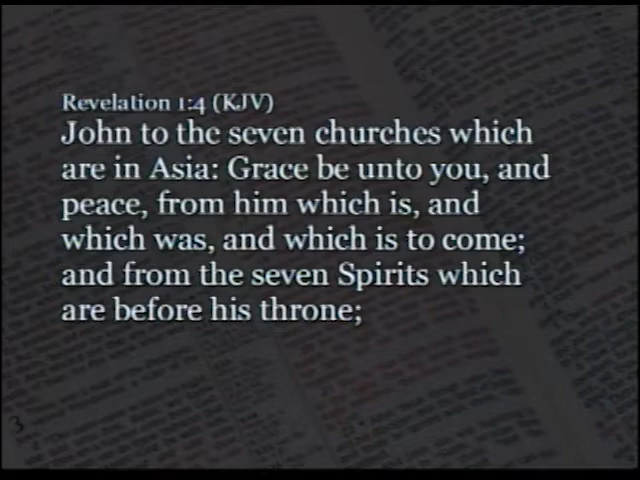 Revelation 1:4 (KJV)
John to the seven churches which
are in Asia: Grace be unto you, and
peace, from him which is, and
which was, and which is to come;
and from the seven Spirits which
are before his throne;
3